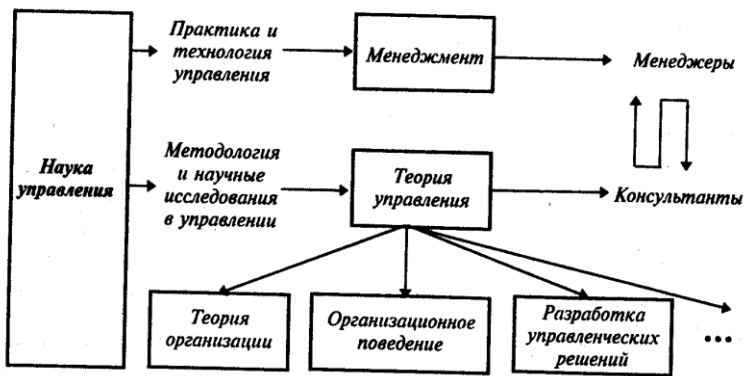 Практика и
технология
управления
Менеджмент
Менеджеры
Наука
управления
Методология
и научные
исследования
в управлении
Теория
управления
Консультанты
Теория
организации
Организационное
поведение
Разработка
управленческих
решений
...